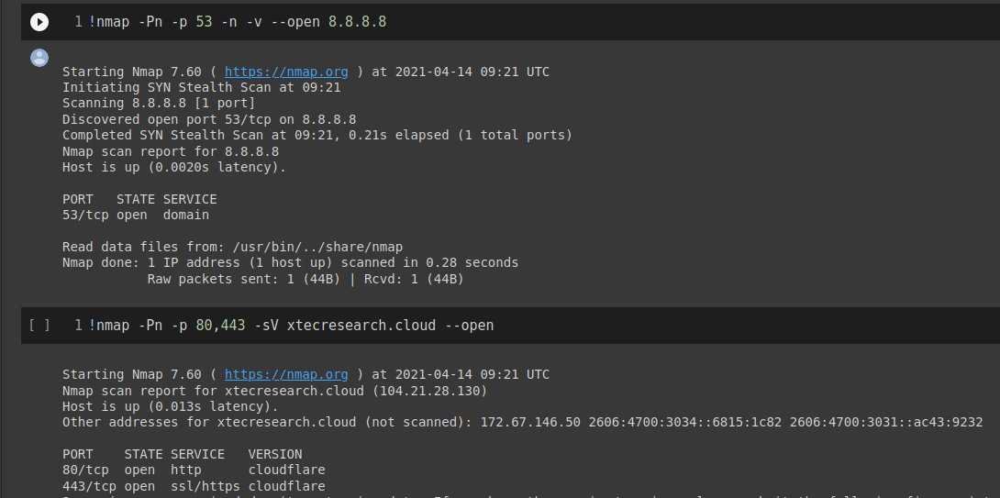 1 !nmap -Pn -p 53 -n -v --open 8.8.8.8
Starting Nmap 7.60 ( https://nmap.org ) at 2021-04-14 09:21 UTC
Initiating SYN Stealth Scan at 09:21
Scanning 8.8.8.8 [1 port]
Discovered open port 53/tcp on 8.8.8.8
Completed SYN Stealth Scan at 09:21, 0.21s elapsed (1 total ports)
Nmap scan report for 8.8.8.8
Host is up (0.0020s latency).
PORT   STATE SERVICE
53/tcp open  domain
Read data files from: /usr/bin/../share/nmap
Nmap done: 1 IP address (1 host up) scanned in 0.28 seconds
Raw packets sent: 1 (44B) | Rcvd: 1 (44B)
[ ] 1 !nmap -Pn -p 80,443 -sV xtecresearch.cloud --open
Starting Nmap 7.60 ( https://nmap.org ) at 2021-04-14 09:21 UTC
Nmap scan report for xtecresearch.cloud (104.21.28.130)
Host is up (0.013s latency).
Other addresses for xtecresearch.cloud (not scanned): 172.67.146.50 2606:4700:3034::6815:1c82 2606:4700:3031::ac43:9232
PORT    STATE SERVICE   VERSION
80/tcp  open  http      cloudflare
443/tcp open  ssl/https cloudflare